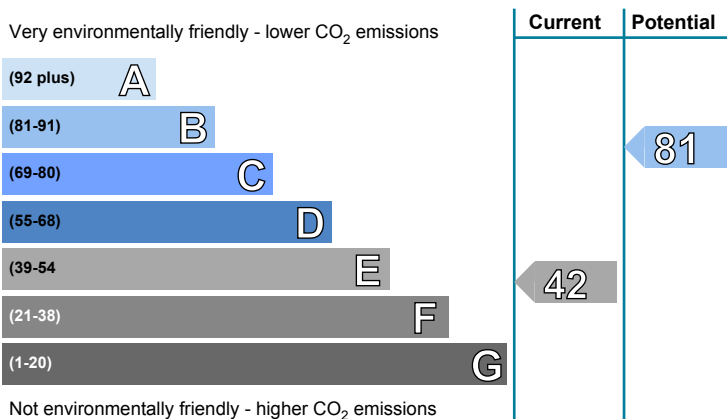 Very environmentally friendly - lower CO2 emissions
Current
Potential
(92 plus) A
(81-91) B
(69-80) C
(55-68) D
(39-54 E
(21-38) F
(1-20) G
42
81
Not environmentally friendly - higher CO2 emissions